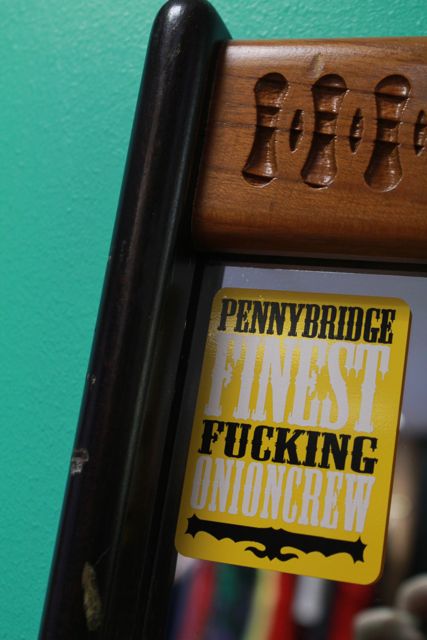 PENNYBRIDGE
FINEST
FUCKING
ONIONCREW